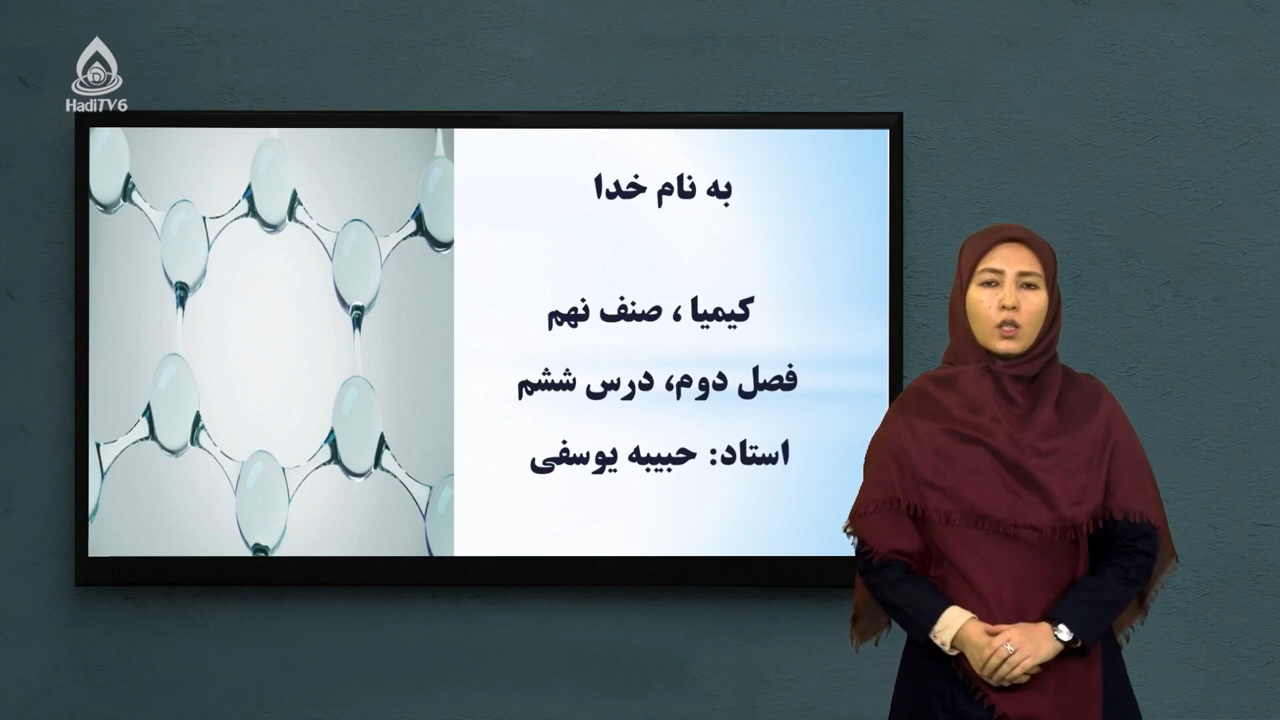 HadiTV6
به نام خدا
کیمیا ، صنف نهم
فصل دوم، درس ششم
استاد: حبیبه یوسفی